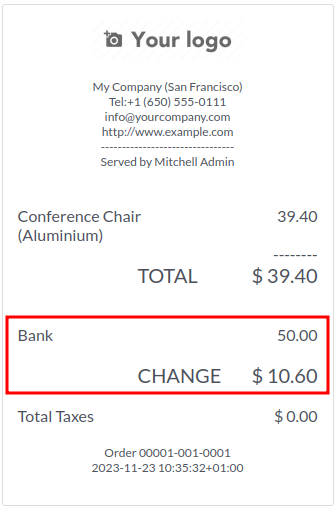 Your logo
My Company (San Francisco)
Tel:+1 (650) 555-0111
info@yourcompany.com
http://www.example.com
--------------------------------
Served by Mitchell Admin
Conference Chair 39.40
(Aluminium)
--------
TOTAL $ 39.40
Bank 50.00
CHANGE $ 10.60
Total Taxes $ 0.00
Order 00001-001-0001
2023-11-23 10:35:32+01:00